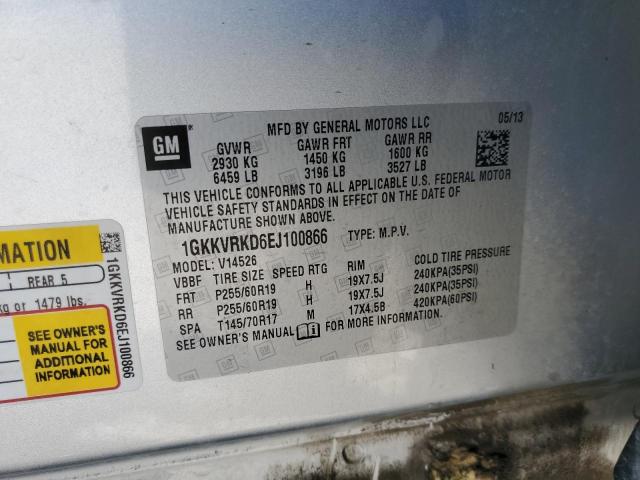 GM
MFD BY GENERAL MOTORS LLC 05/13
GVWR GAWR FRT GAWR RR
2930 KG 1450 KG 1600 KG
6459 LB 3196 LB 3527 LB
THIS VEHICLE CONFORMS TO ALL APPLICABLE U.S. FEDERAL MOTOR
VEHICLE SAFETY STANDARDS IN EFFECT ON THE DATE OF
MANUFACTURE SHOWN ABOVE.
1GKKVRKD6EJ100866 TYPE: M.P.V.
MODEL: V14526
VBBF TIRE SIZE SPEED RTG RIM COLD TIRE PRESSURE
FRT P255/60R19 H 19X7.5J 240KPA(35PSI)
RR P255/60R19 H 19X7.5J 240KPA(35PSI)
SPA T145/70R17 M 17X4.5B 420KPA(60PSI)
SEE OWNER'S MANUAL FOR MORE INFORMATION.
MATION
REAR 5
kg or 1479 lbs.
SEE OWNER'S
MANUAL FOR
ADDITIONAL
INFORMATION
1GKKVRKD6EJ100866